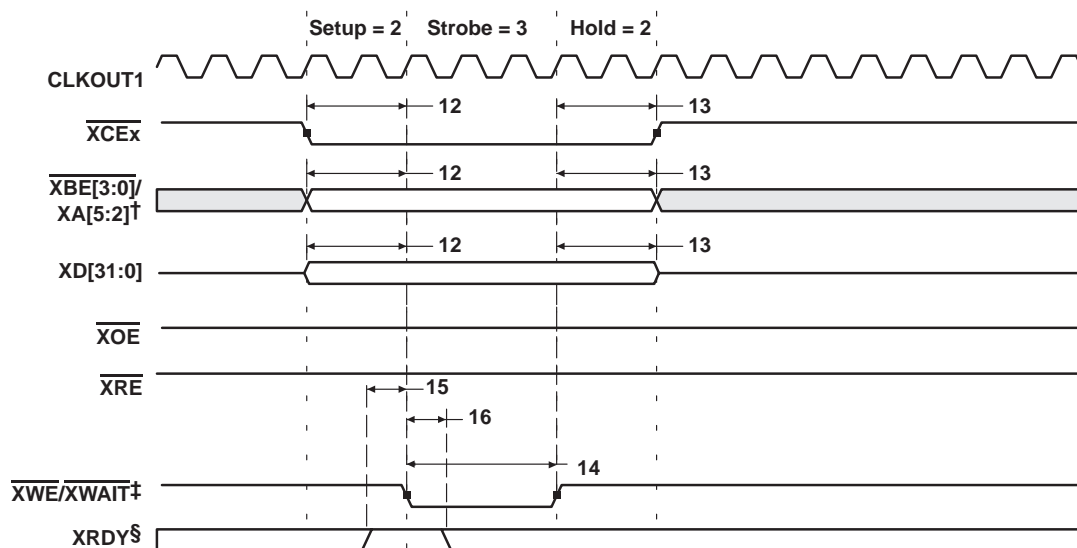 Setup = 2 Strobe = 3 Hold = 2
CLKOUT1
12 13
XCEx
12 13
XBE[3:0]/
XA[5:2]†
12 13
XD[31:0]
XOE
XRE
15
16
14
XWE/XWAIT‡
XRDY§